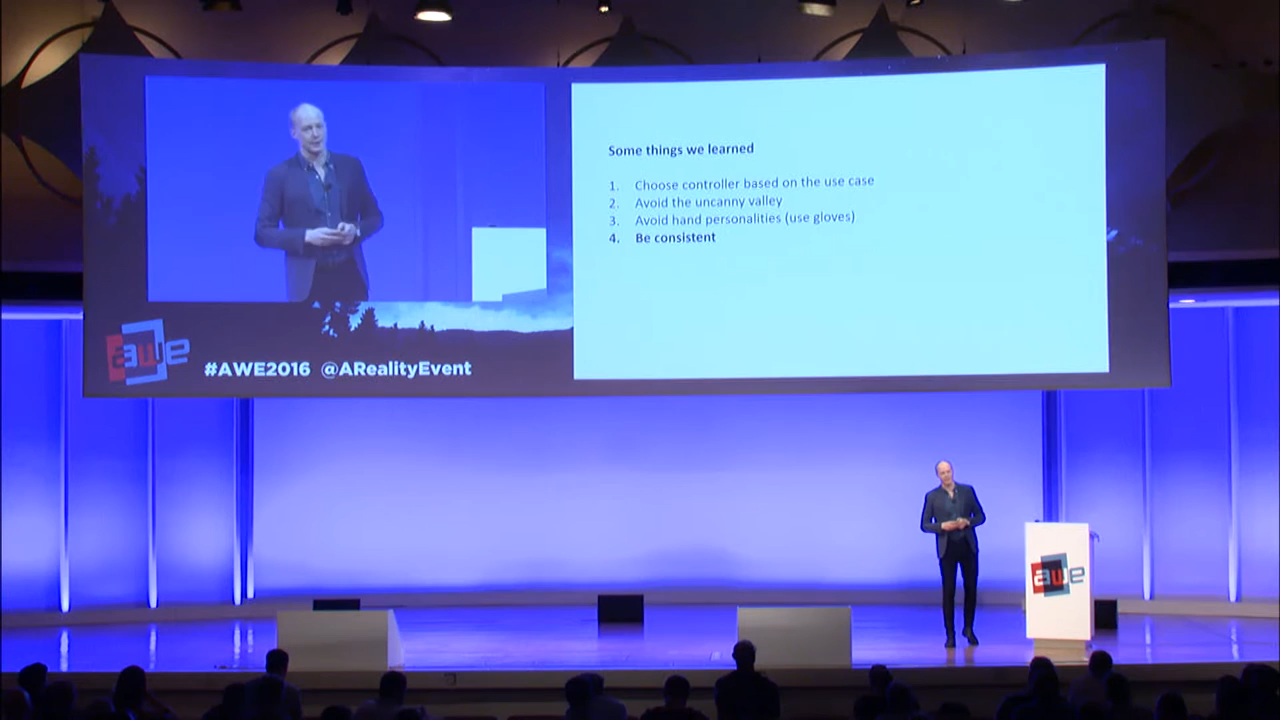 Some things we learned
1. Choose controller based on the use case
2. Avoid the uncanny valley
3. Avoid hand personalities (use gloves)
4. Be consistent
awe
#AWE2016 @ARealityEvent
awe